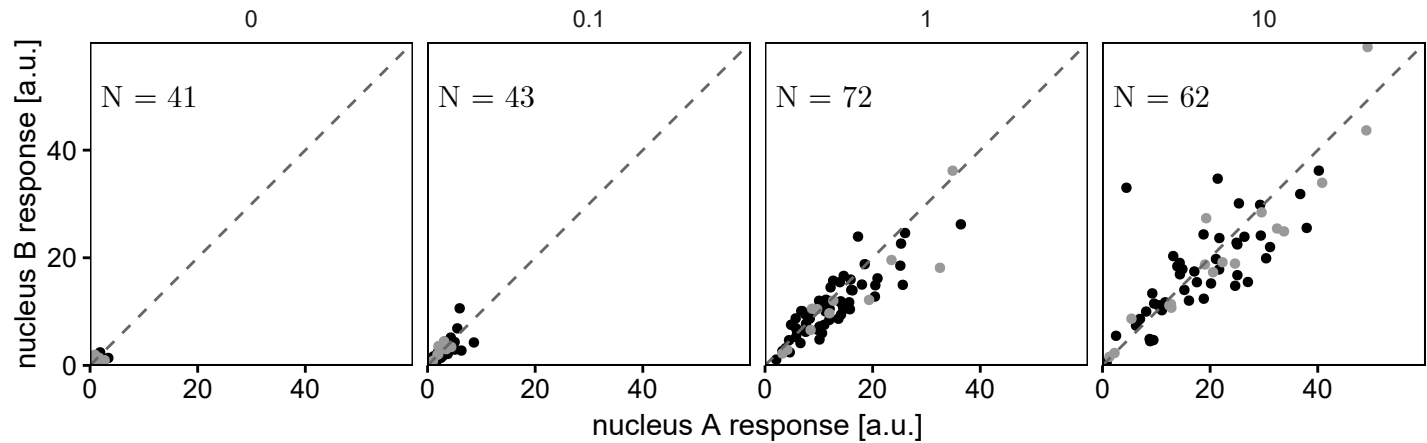 0 0.1 1 10
nucleus B response [a.u.]
N = 41 N = 43 N = 72 N = 62
40
20
0
0 20 40 0 20 40 0 20 40 0 20 40
nucleus A response [a.u.]